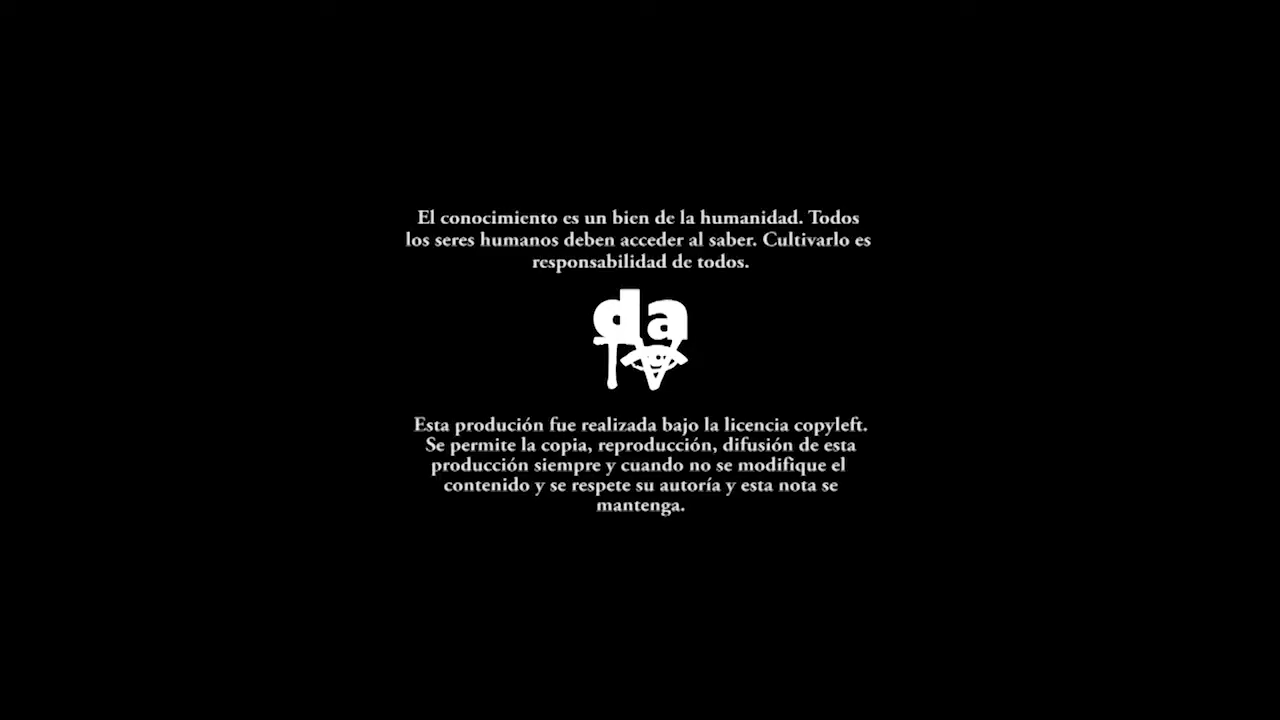 El conocimiento es un bien de la humanidad. Todos
los seres humanos deben acceder al saber. Cultivarlo es
responsabilidad de todos.
da
TV
Esta produción fue realizada bajo la licencia copyleft.
Se permite la copia, reproducción, difusión de esta
producción siempre y cuando no se modifique el
contenido y se respete su autoría y esta nota se
mantenga.